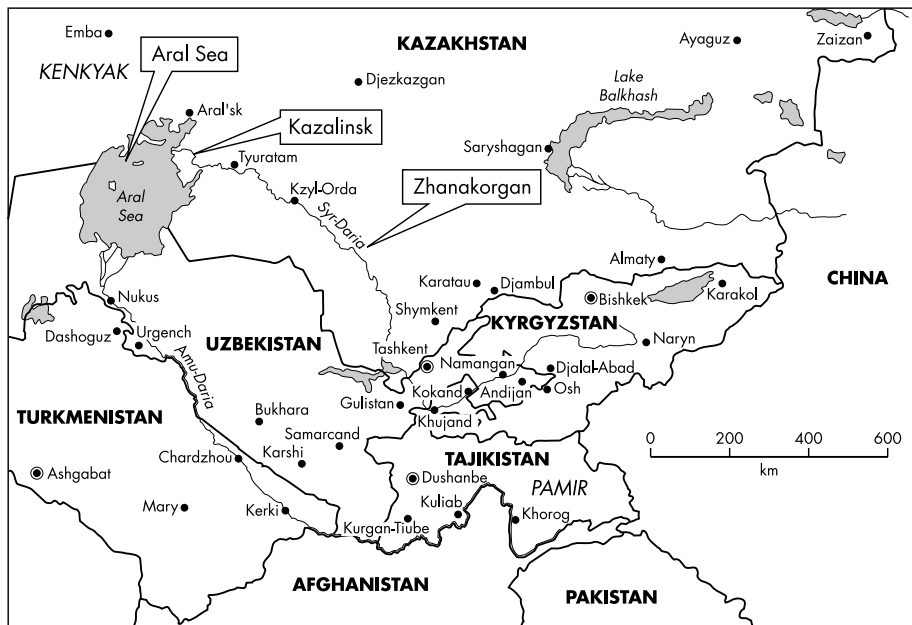 Emba
KAZAKHSTAN
Ayaguz
Zaizan
Aral Sea
KENKYAK
Djezkazgan
Lake
Balkhash
Aral'sk
Kazalinsk
Saryshagan
Tyuratam
Zhanakorgan
Kzyl-Orda
Aral
Sea
Syr-Daria
Almaty
CHINA
Karatau
Djambul
Bishkek
Karakol
Nukus
Shymkent
KYRGYZSTAN
Dashoguz
Urgench
UZBEKISTAN
Naryn
Tashkent
Namangan
Djalal-Abad
Amu-Daria
Kokand
Andijan
Osh
Gulistan
TURKMENISTAN
Bukhara
Khujand
0 200 400 600
km
Samarcand
Chardzhou
Karshi
TAJIKISTAN
Ashgabat
Dushanbe
PAMIR
Mary
Kerki
Kuliab
Khorog
Kurgan-Tiube
AFGHANISTAN
PAKISTAN